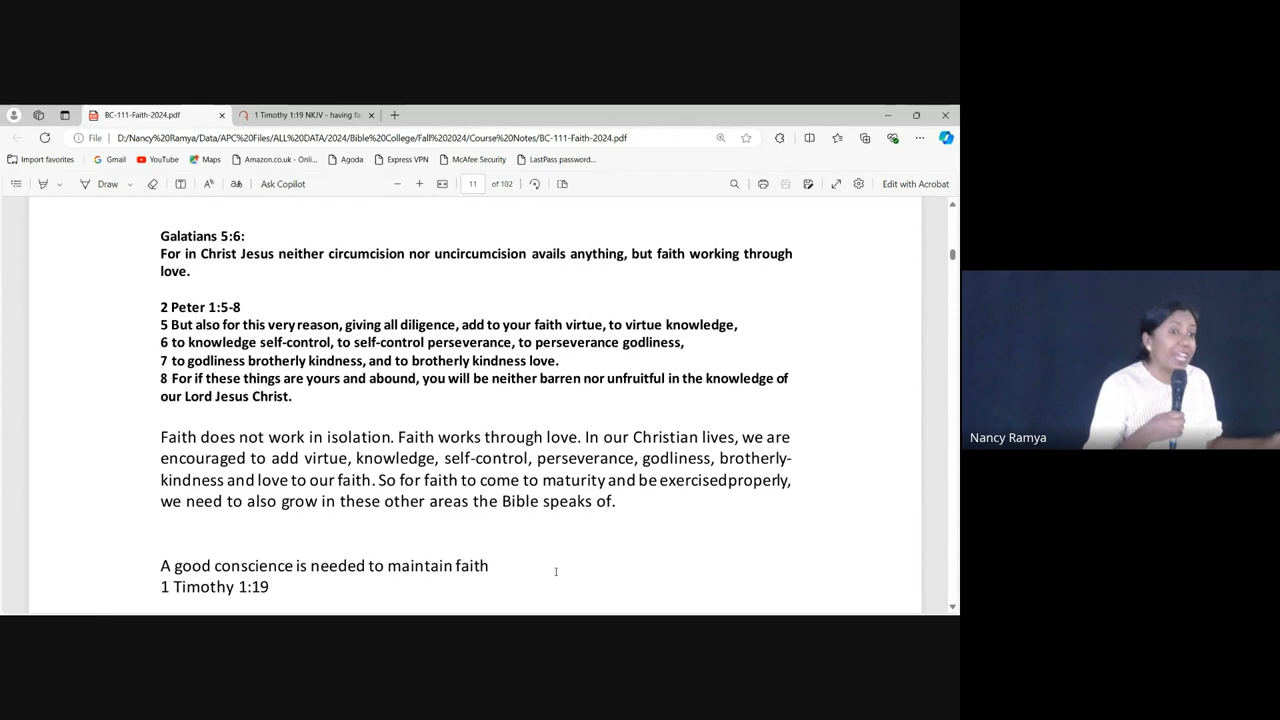 BC-111-Faith-2024.pdf
1 Timothy 1:19 NKJV - having fa
File D:/Nancy%20Ramya/Data/APC%20Files/ALL%20DATA/2024/Bible%20College/Fall%202024/Course%20Notes/BC-111-Faith-2024.pdf
Import favorites Gmail YouTube Maps Amazon.co.uk - Onli... Agoda Express VPN McAfee Security LastPass password...
Draw Ask Copilot 11 of 102 Edit with Acrobat
Galatians 5:6:
For in Christ Jesus neither circumcision nor uncircumcision avails anything, but faith working through
love.
2 Peter 1:5-8
5 But also for this very reason, giving all diligence, add to your faith virtue, to virtue knowledge,
6 to knowledge self-control, to self-control perseverance, to perseverance godliness,
7 to godliness brotherly kindness, and to brotherly kindness love.
8 For if these things are yours and abound, you will be neither barren nor unfruitful in the knowledge of
our Lord Jesus Christ.
Faith does not work in isolation. Faith works through love. In our Christian lives, we are
encouraged to add virtue, knowledge, self-control, perseverance, godliness, brotherly-
kindness and love to our faith. So for faith to come to maturity and be exercised properly,
we need to also grow in these other areas the Bible speaks of.
A good conscience is needed to maintain faith
1 Timothy 1:19
Nancy Ramya